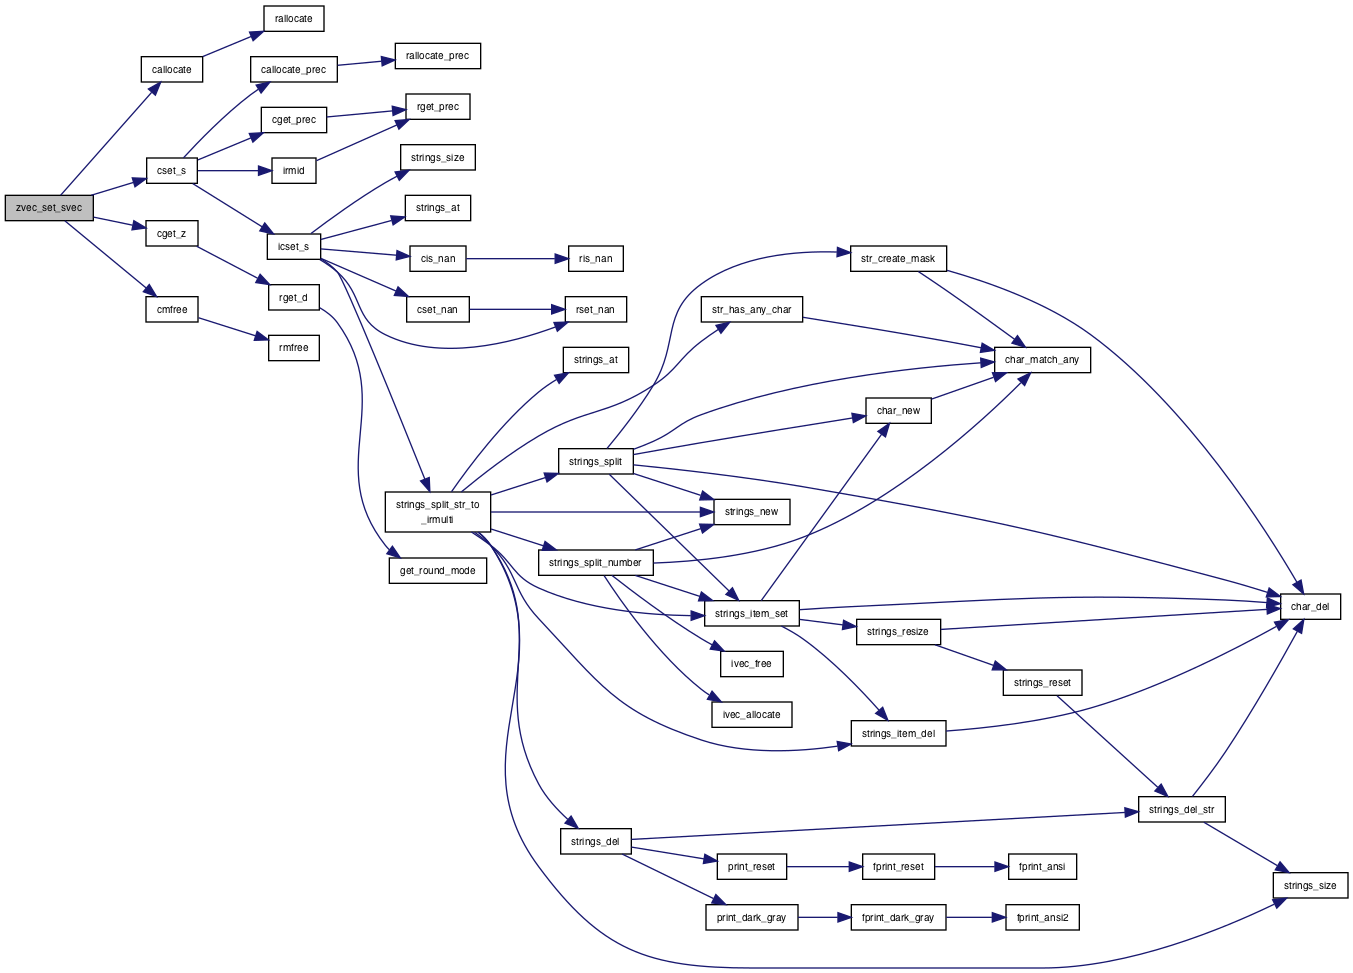 rallocate
callocate
callocate_prec
rallocate_prec
cget_prec
rget_prec
cset_s
irmid
strings_size
zvec_set_svec
strings_at
cget_z
icset_s
cis_nan
ris_nan
str_create_mask
rget_d
cmfree
cset_nan
rset_nan
str_has_any_char
rmfree
strings_at
char_match_any
char_new
strings_split
strings_split_str_to
_irmulti
strings_new
get_round_mode
strings_split_number
strings_item_set
char_del
strings_resize
ivec_free
strings_reset
ivec_allocate
strings_item_del
strings_del_str
strings_del
print_reset
fprint_reset
fprint_ansi
strings_size
print_dark_gray
fprint_dark_gray
fprint_ansi2